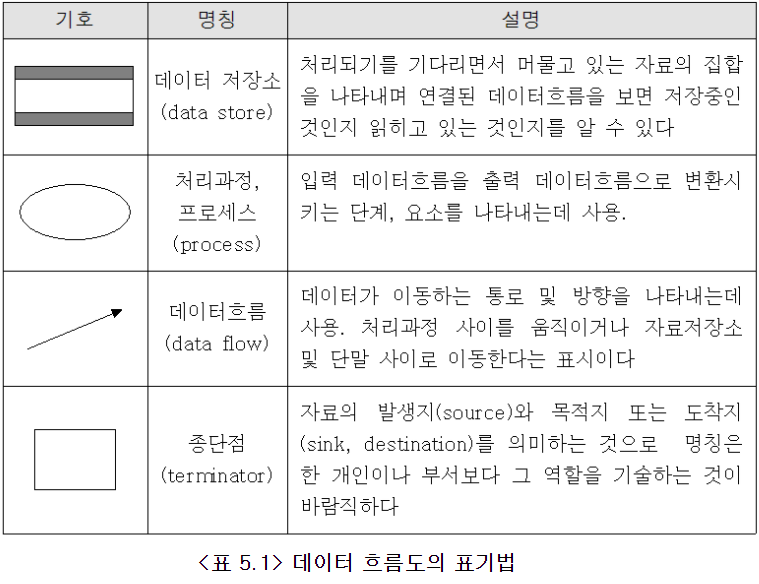 기호 명칭 설명
데이터 저장소
(data store)
처리되기를 기다리면서 머물고 있는 자료의 집합
을 나타내며 연결된 데이터흐름을 보면 저장중인
것인지 읽히고 있는 것인지를 알 수 있다
처리과정,
프로세스
(process)
입력 데이터흐름을 출력 데이터흐름으로 변환시
키는 단계, 요소를 나타내는데 사용.
데이터흐름
(data flow)
데이터가 이동하는 통로 및 방향을 나타내는데
사용. 처리과정 사이를 움직이거나 자료저장소
및 단말 사이로 이동한다는 표시이다
종단점
(terminator)
자료의 발생지(source)와 목적지 또는 도착지
(sink, destination)를 의미하는 것으로 명칭은
한 개인이나 부서보다 그 역할을 기술하는 것이
바람직하다
<표 5.1> 데이터 흐름도의 표기법